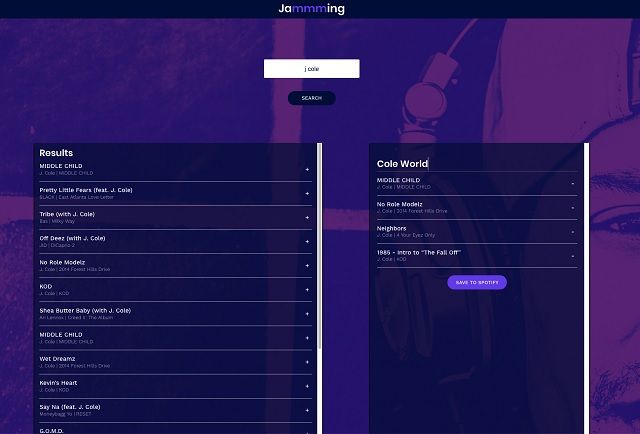 Jammming
j cole
SEARCH
Results
MIDDLE CHILD
J. Cole | MIDDLE CHILD
+
Pretty Little Fears (feat. J. Cole)
6LACK | East Atlanta Love Letter
+
Tribe (with J. Cole)
Bas | Milky Way
+
Off Deez (with J. Cole)
JID | DiCaprio 2
+
No Role Modelz
J. Cole | 2014 Forest Hills Drive
+
KOD
J. Cole | KOD
+
Shea Butter Baby (with J. Cole)
Ari Lennox | Creed II: The Album
+
MIDDLE CHILD
J. Cole | MIDDLE CHILD
+
Wet Dreamz
J. Cole | 2014 Forest Hills Drive
+
Kevin's Heart
J. Cole | KOD
+
Say Na (feat. J. Cole)
Moneybagg Yo | RESET
+
G.O.M.D.
Cole World
MIDDLE CHILD
J. Cole | MIDDLE CHILD
-
No Role Modelz
J. Cole | 2014 Forest Hills Drive
-
Neighbors
J. Cole | 4 Your Eyez Only
-
1985 - Intro to "The Fall Off"
J. Cole | KOD
-
SAVE TO SPOTIFY